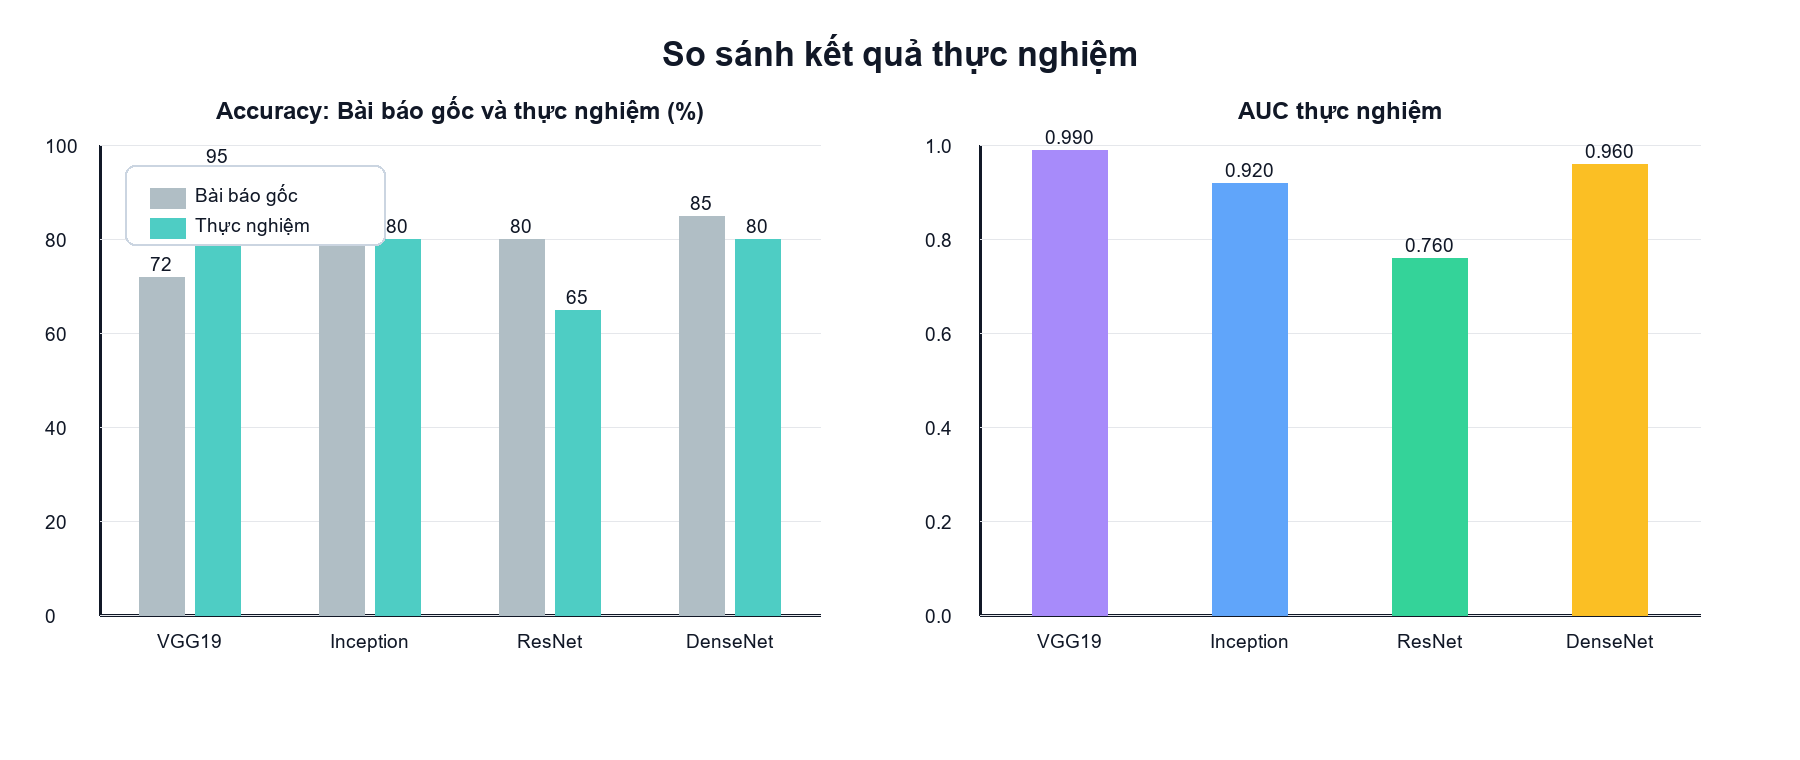 So sánh kết quả thực nghiệm
Accuracy: Bài báo gốc và thực nghiệm (%)
100
80
60
40
20
0
95
Bài báo gốc
Thực nghiệm
72
80
80
65
85
80
VGG19
Inception
ResNet
DenseNet
AUC thực nghiệm
1.0
0.8
0.6
0.4
0.2
0.0
0.990
0.920
0.760
0.960
VGG19
Inception
ResNet
DenseNet